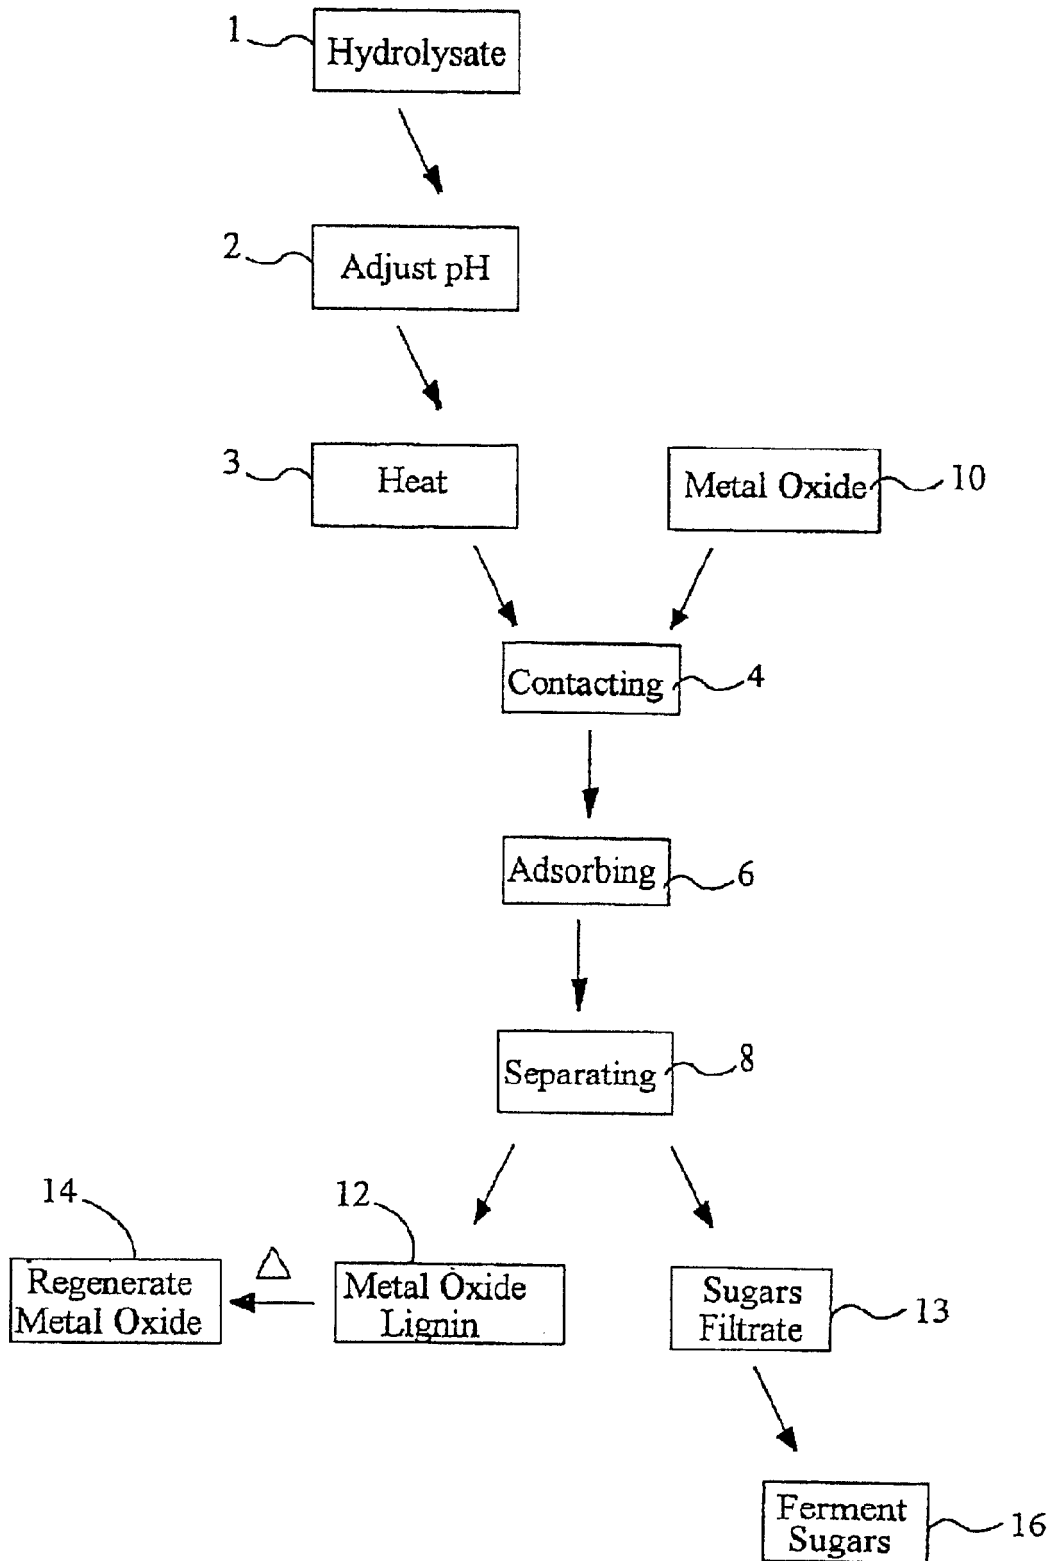 1
Hydrolysate
2
Adjust pH
3
Heat
Metal Oxide
10
Contacting
4
Adsorbing
6
Separating
8
14
12
Regenerate
Metal Oxide
Δ
Metal Oxide
Lignin
Sugars
Filtrate
13
Ferment
Sugars
16